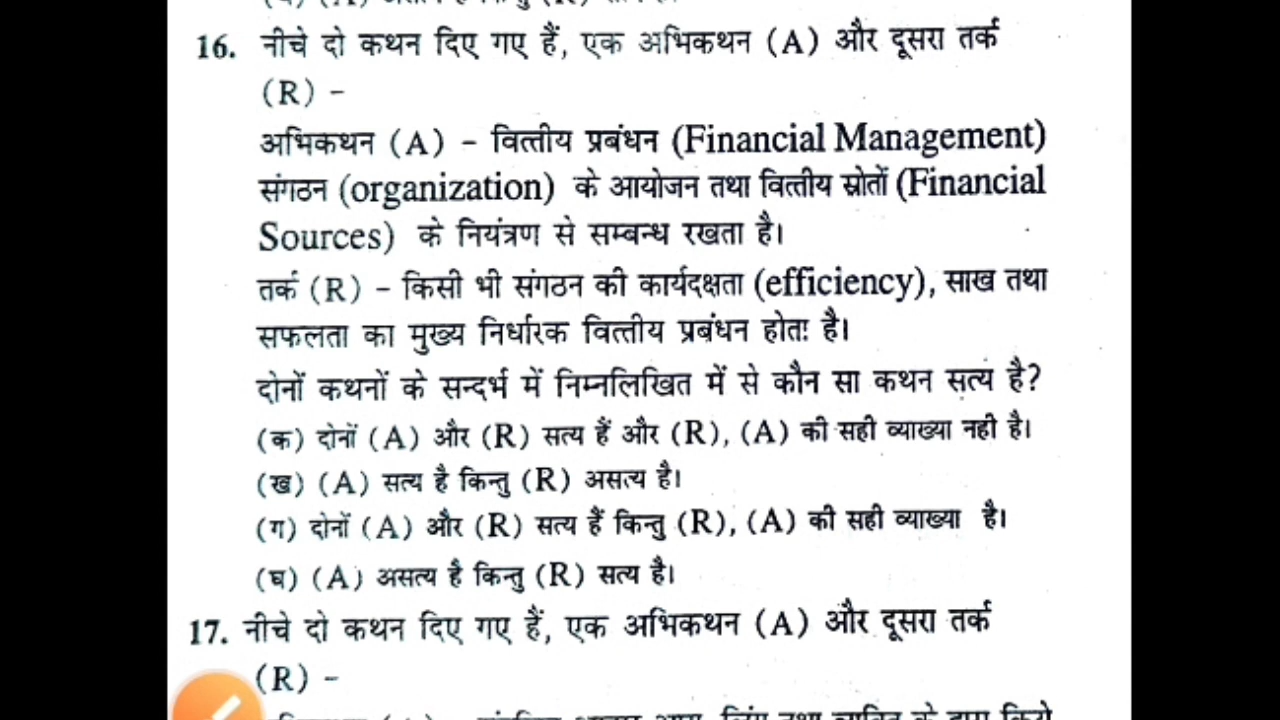 16. नीचे दो कथन दिए गए हैं, एक अभिकथन (A) और दूसरा तर्क
(R) -
अभिकथन (A) - वित्तीय प्रबंधन (Financial Management)
संगठन (organization) के आयोजन तथा वित्तीय स्रोतों (Financial
Sources) के नियंत्रण से सम्बन्ध रखता है।
तर्क (R) - किसी भी संगठन की कार्यदक्षता (efficiency), साख तथा
सफलता का मुख्य निर्धारक वित्तीय प्रबंधन होता है।
दोनों कथनों के सन्दर्भ में निम्नलिखित में से कौन सा कथन सत्य है?
(क) दोनों (A) और (R) सत्य हैं और (R), (A) की सही व्याख्या नही है।
(ख) (A) सत्य है किन्तु (R) असत्य है।
(ग) दोनों (A) और (R) सत्य हैं किन्तु (R), (A) की सही व्याख्या है।
(घ) (A) असत्य है किन्तु (R) सत्य है।
17. नीचे दो कथन दिए गए हैं, एक अभिकथन (A) और दूसरा तर्क
(R) -